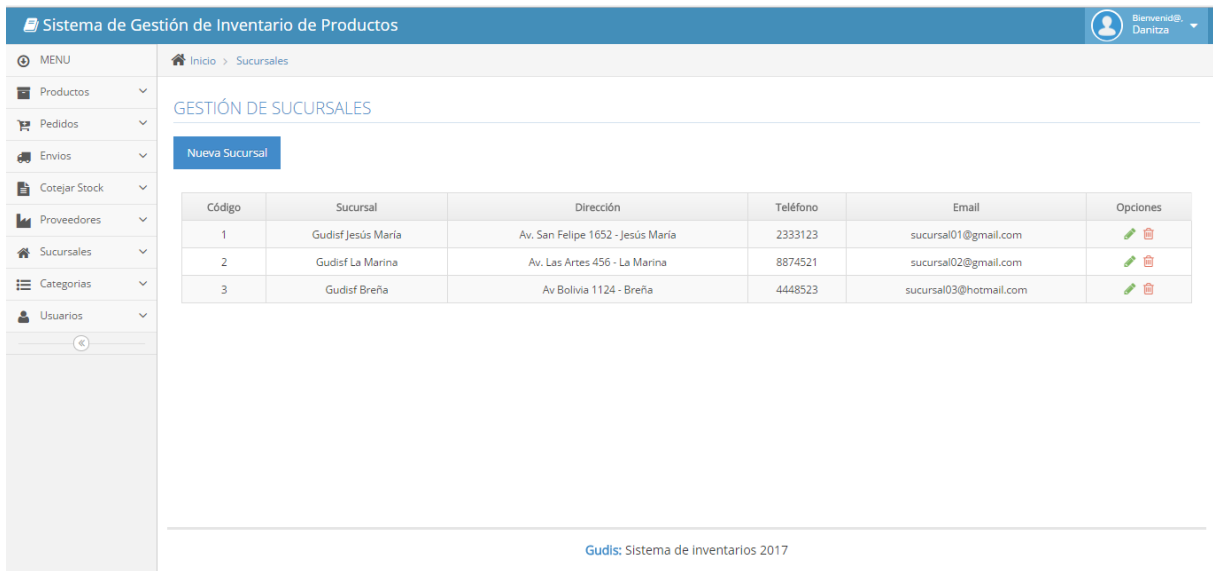 Sistema de Gestión de Inventario de Productos
Bienvenid@,
Danitza
MENU
Inicio > Sucursales
Productos
Pedidos
Envios
Cotejar Stock
Proveedores
Sucursales
Categorias
Usuarios
GESTIÓN DE SUCURSALES
Nueva Sucursal
Código Sucursal Dirección Teléfono Email Opciones
1 Gudisf Jesús María Av. San Felipe 1652 - Jesús María 2333123 sucursal01@gmail.com
2 Gudisf La Marina Av. Las Artes 456 - La Marina 8874521 sucursal02@gmail.com
3 Gudisf Breña Av Bolivia 1124 - Breña 4448523 sucursal03@hotmail.com
Gudis: Sistema de inventarios 2017